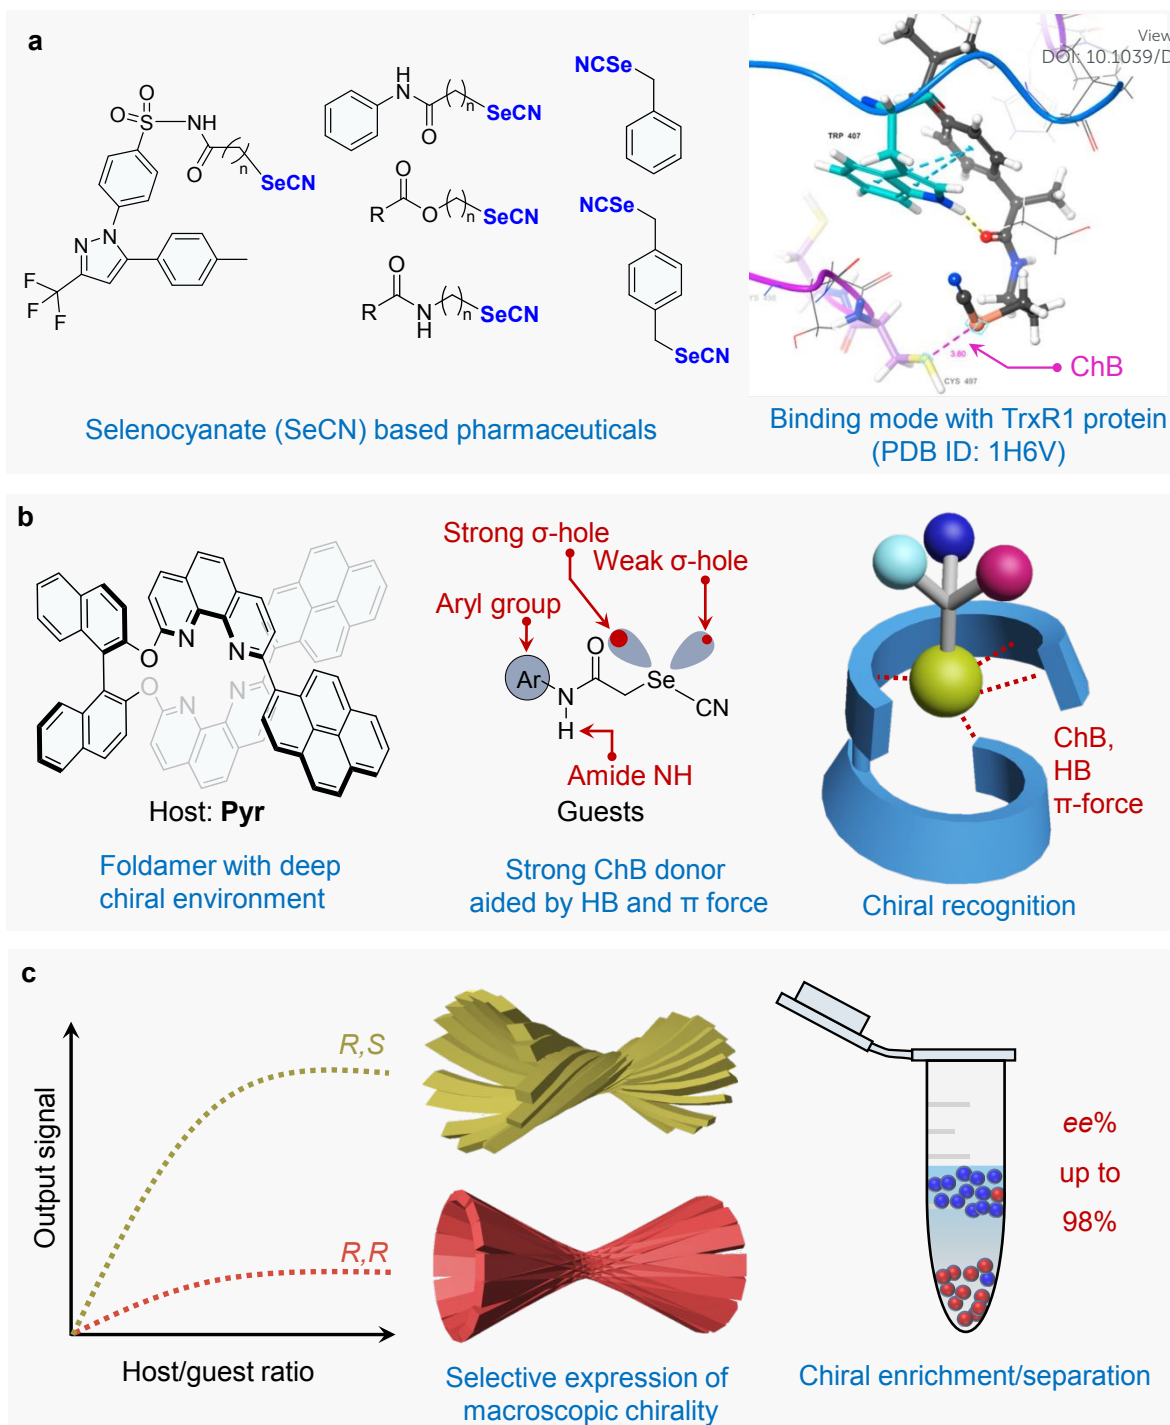 a
View
DOI: 10.1039/D
O
O
S
NH
O
n
SeCN
N
N
F
F
F
H
N
O
n
SeCN
O
R
O
n
SeCN
O
R
N
H
n
SeCN
NCSe
NCSe
SeCN
TRP 407
3.80
CYS 497
ChB
Selenocyanate (SeCN) based pharmaceuticals
Binding mode with TrxR1 protein
(PDB ID: 1H6V)
b
O
O
N
N
N
N
Host: Pyr
Foldamer with deep
chiral environment
Strong σ-hole
Weak σ-hole
Aryl group
Ar
N
H
O
Se
CN
Amide NH
Guests
Strong ChB donor
aided by HB and π force
ChB,
HB
π-force
Chiral recognition
c
Output signal
R,S
R,R
Host/guest ratio
Selective expression of
macroscopic chirality
ee%
up to
98%
Chiral enrichment/separation